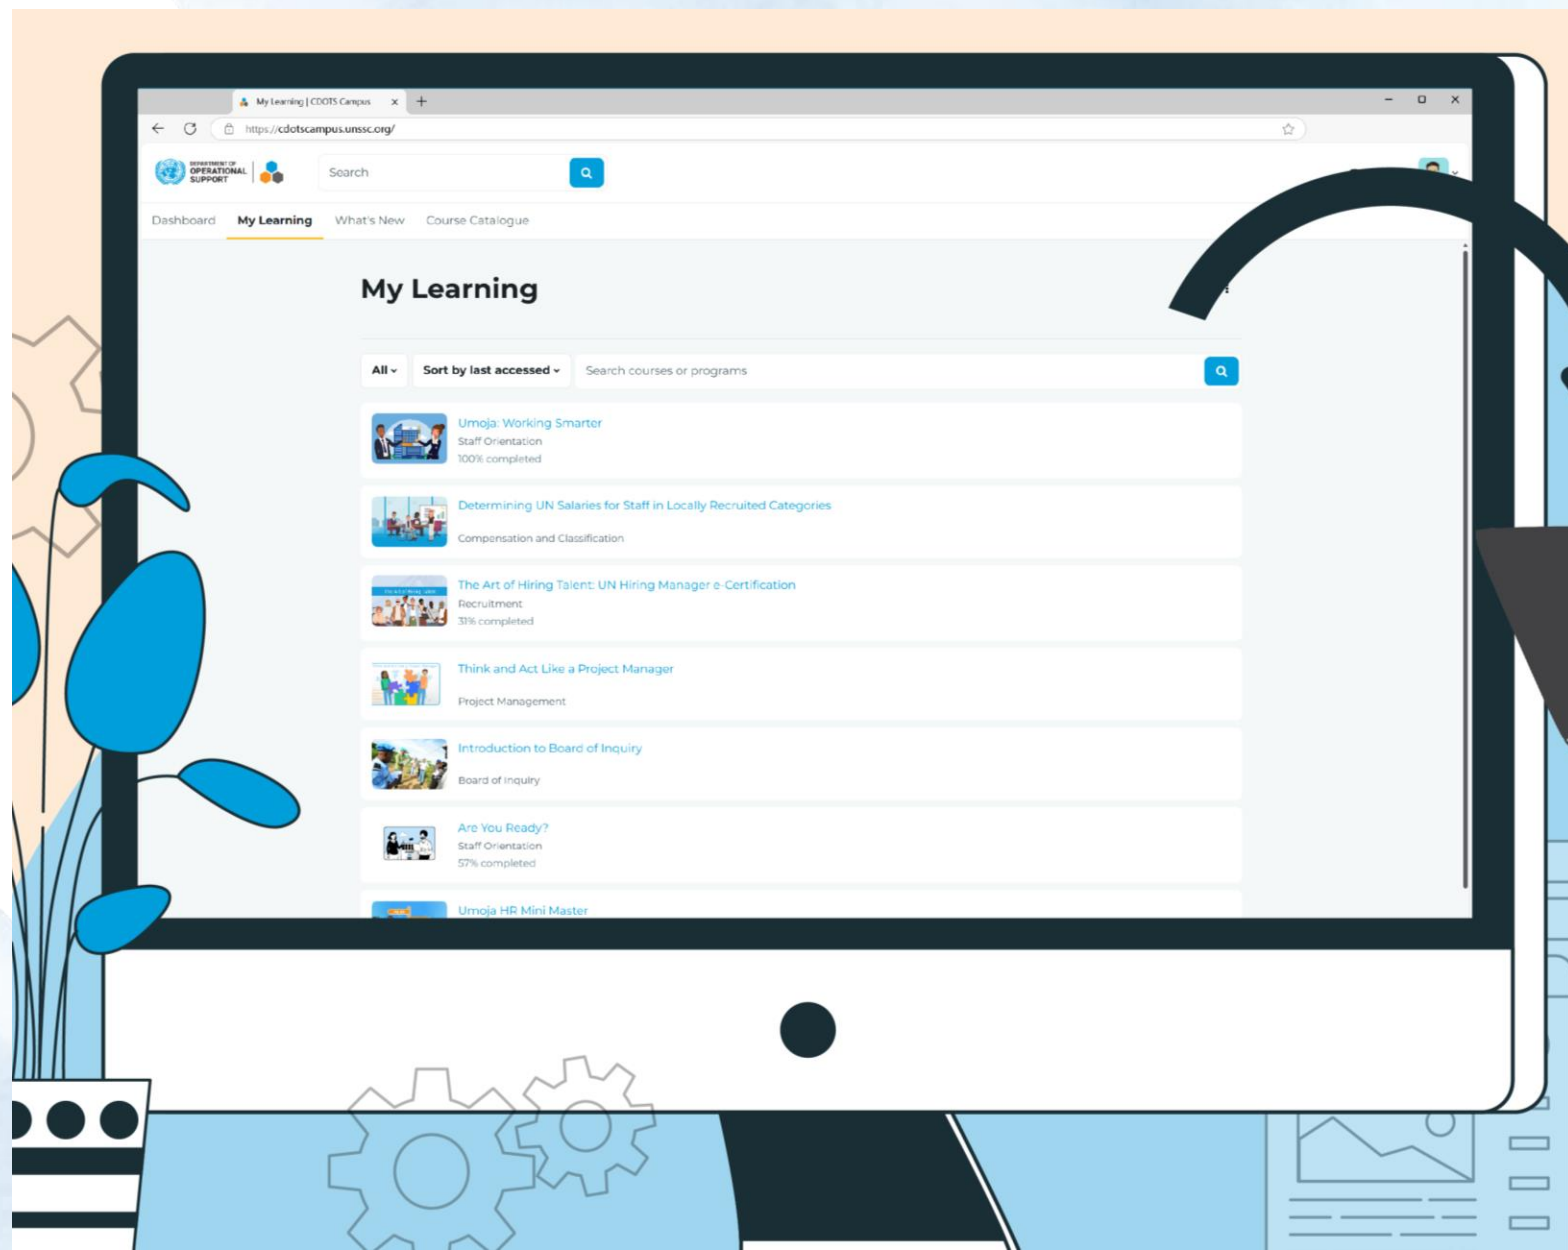 My Learning | CDOTS Campus
https://cdotscampus.unssc.org/
DEPARTMENT OF
OPERATIONAL
SUPPORT
Search
Dashboard My Learning What's New Course Catalogue
My Learning
All Sort by last accessed Search courses or programs
Umoja: Working Smarter
Staff Orientation
100% completed
Determining UN Salaries for Staff in Locally Recruited Categories
Compensation and Classification
The Art of Hiring Talent: UN Hiring Manager e-Certification
Recruitment
31% completed
Think and Act Like a Project Manager
Project Management
Introduction to Board of Inquiry
Board of Inquiry
Are You Ready?
Staff Orientation
57% completed
Umoja HR Mini Master